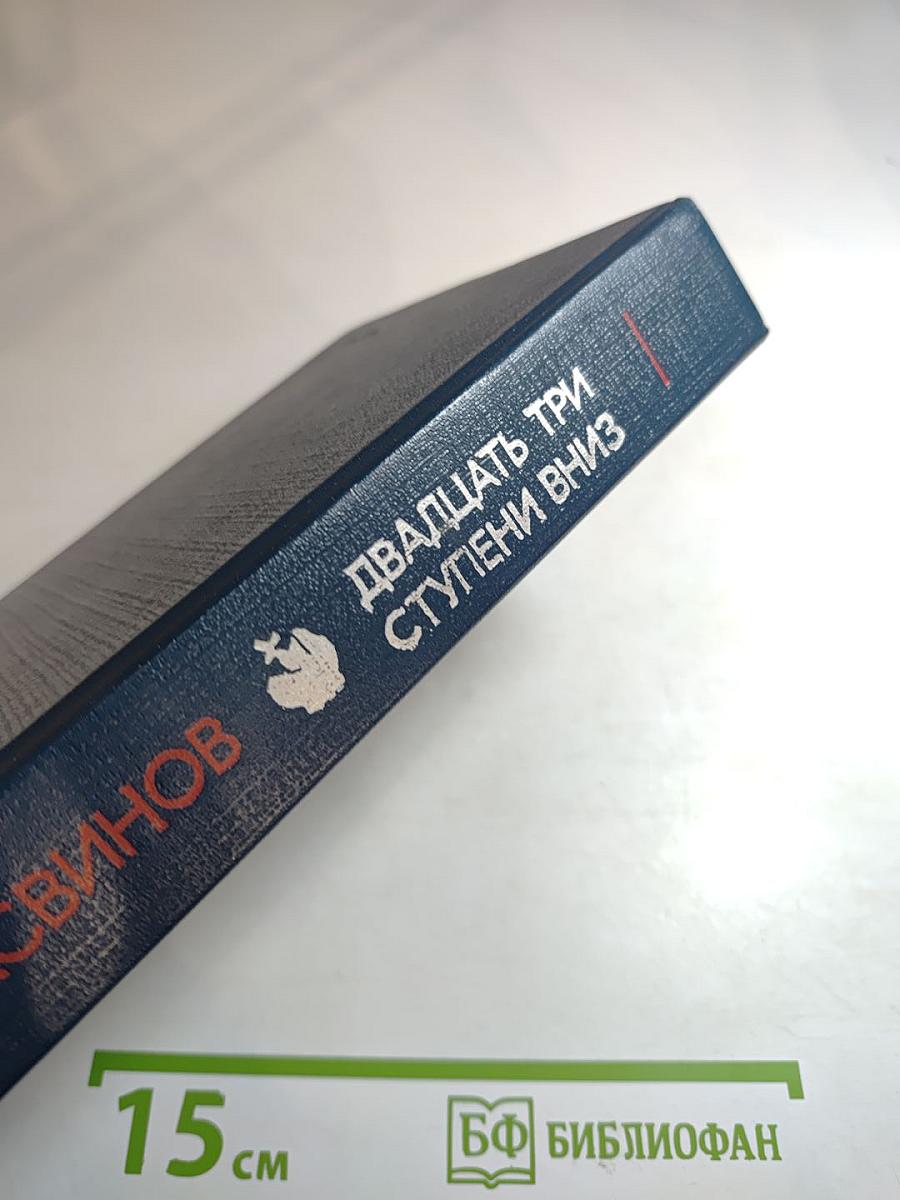 ДВАДЦАТЬ ТРИ
СТУПЕНИ ВНИЗ
СВИНОВ
15 см
БФ БИБЛИОФАН